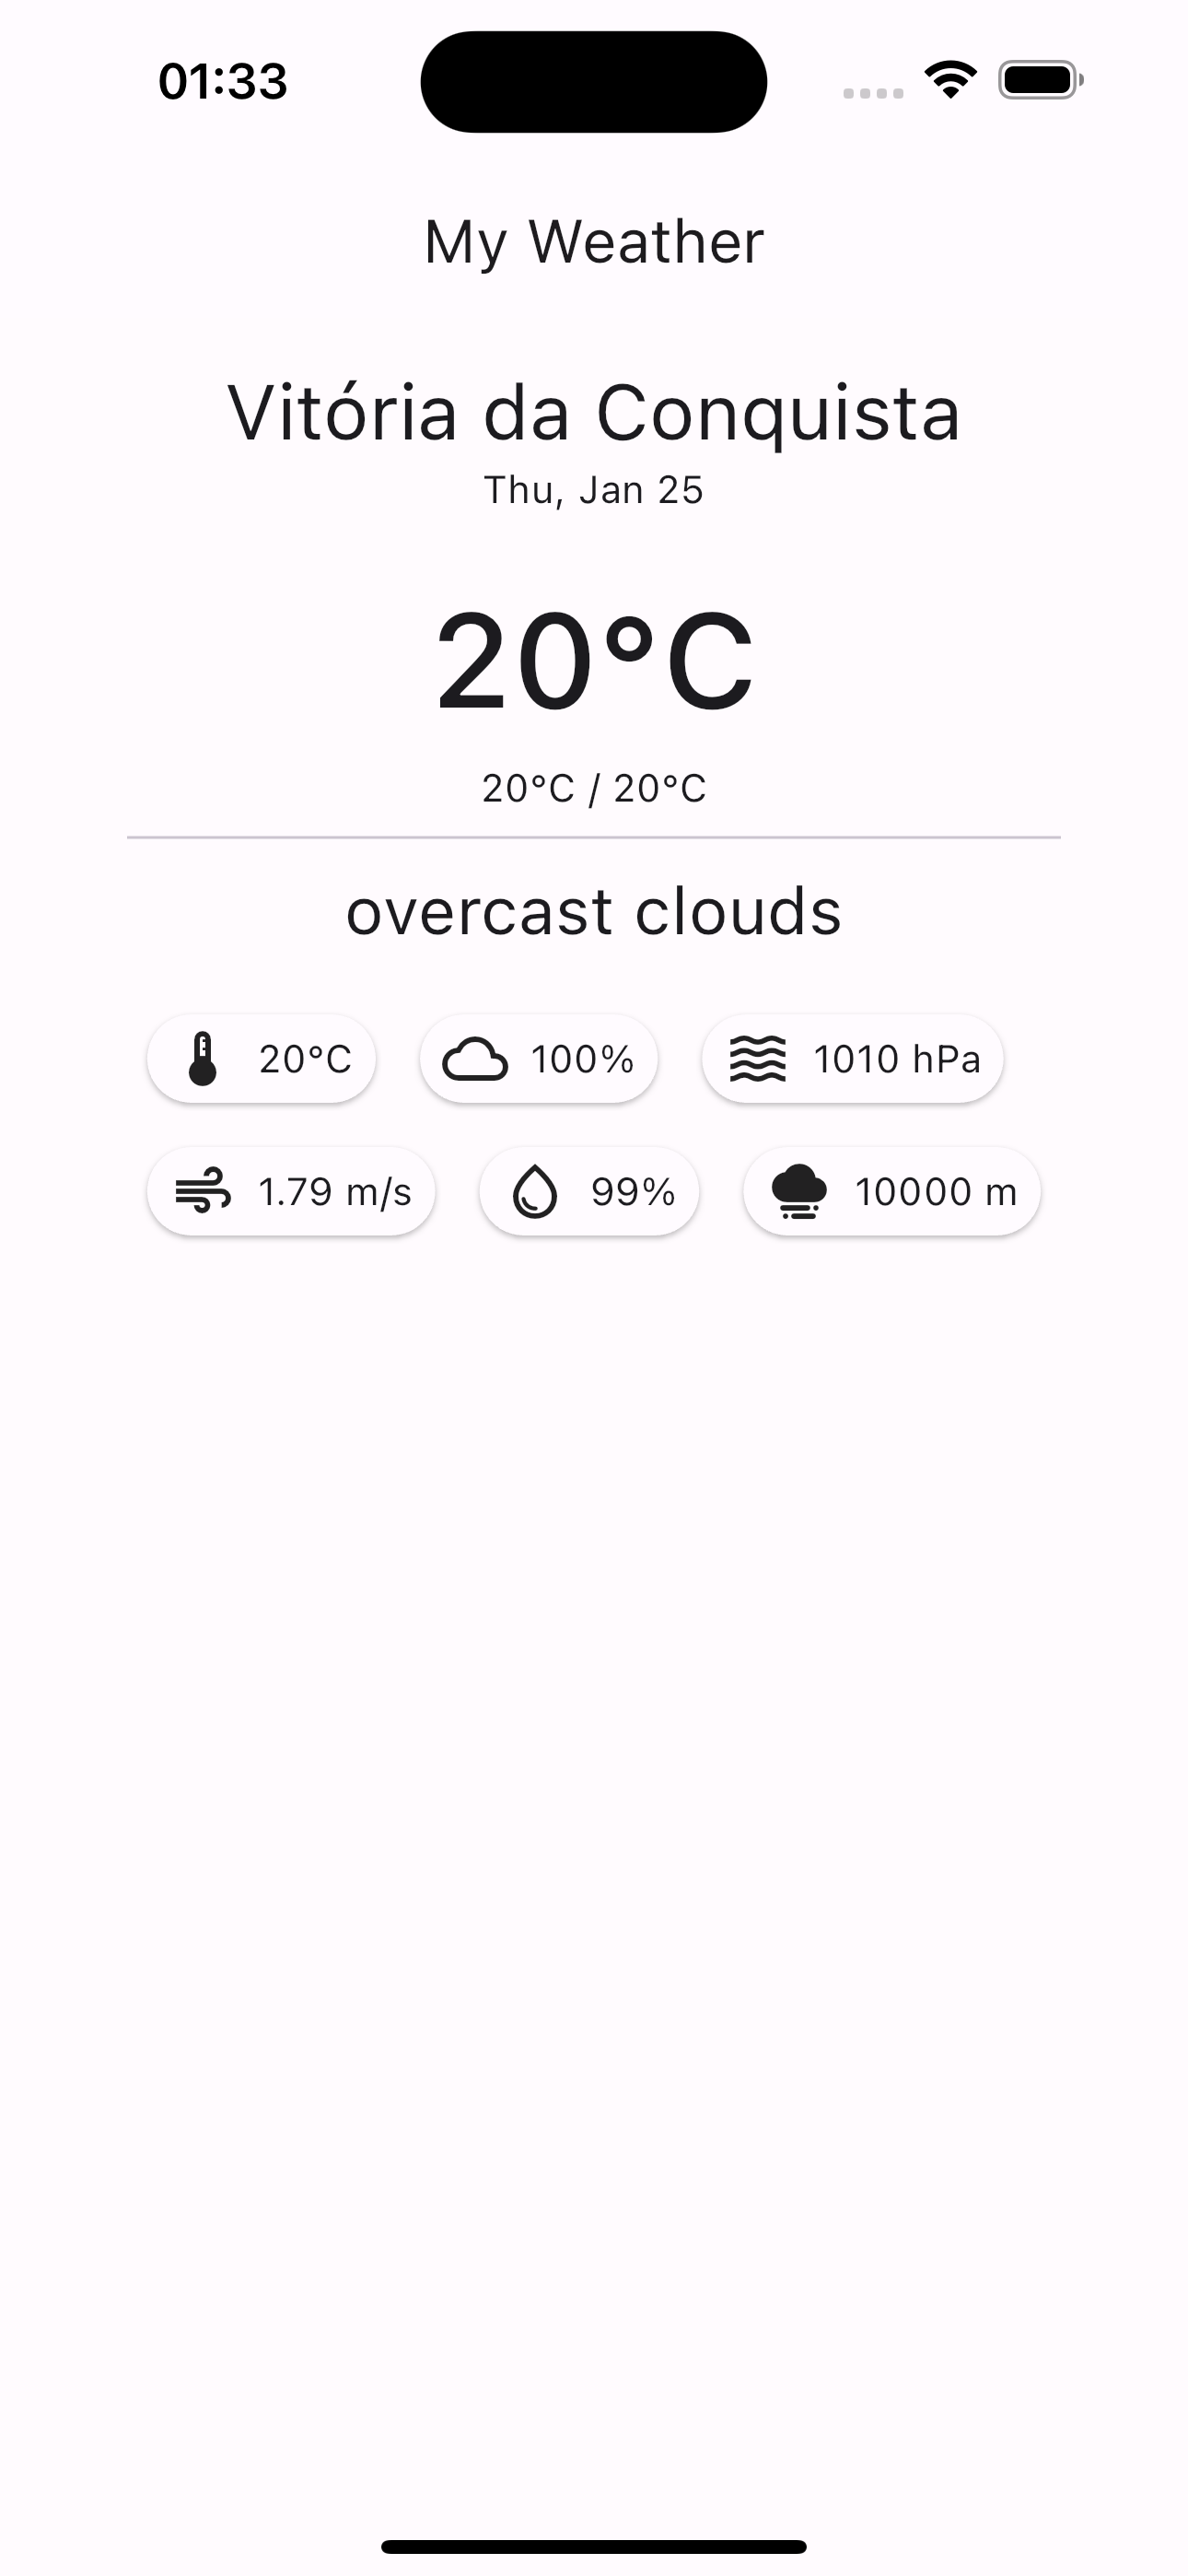 01:33
My Weather
Vitória da Conquista
Thu, Jan 25
20°C
20°C / 20°C
overcast clouds
20°C 100% 1010 hPa
1.79 m/s 99% 10000 m